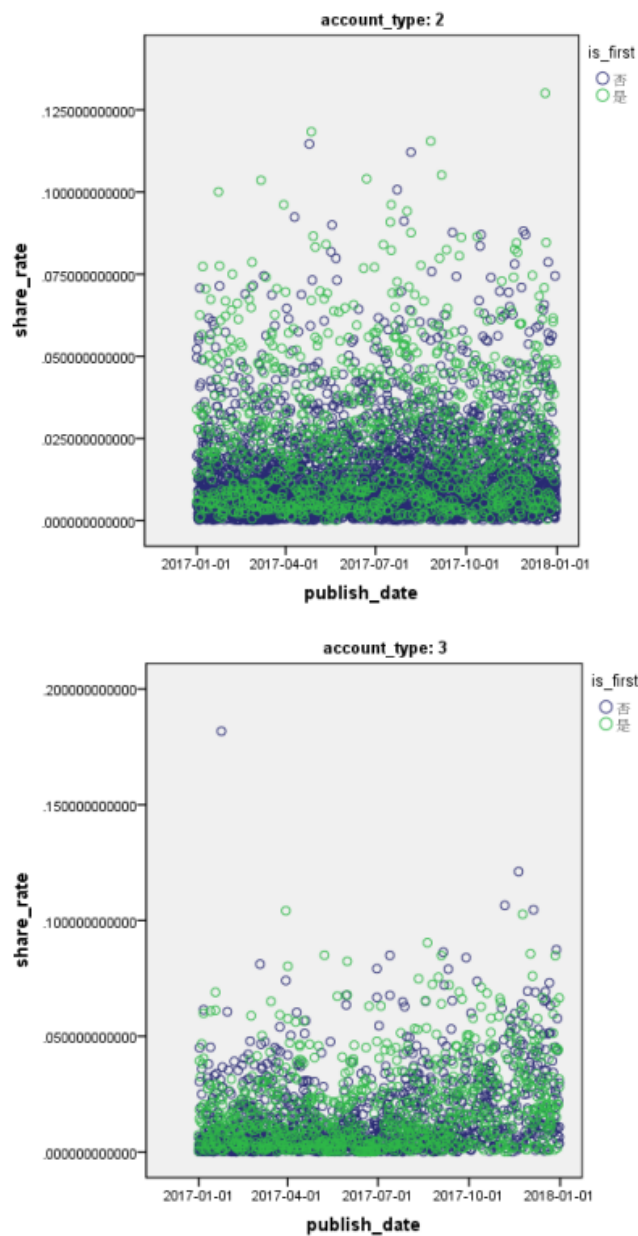 account_type: 2
is_first
否
是
.125000000000
.100000000000
.075000000000
.050000000000
.025000000000
.000000000000
share_rate
2017-01-01 2017-04-01 2017-07-01 2017-10-01 2018-01-01
publish_date
account_type: 3
is_first
否
是
.200000000000
.150000000000
.100000000000
.050000000000
.000000000000
share_rate
2017-01-01 2017-04-01 2017-07-01 2017-10-01 2018-01-01
publish_date